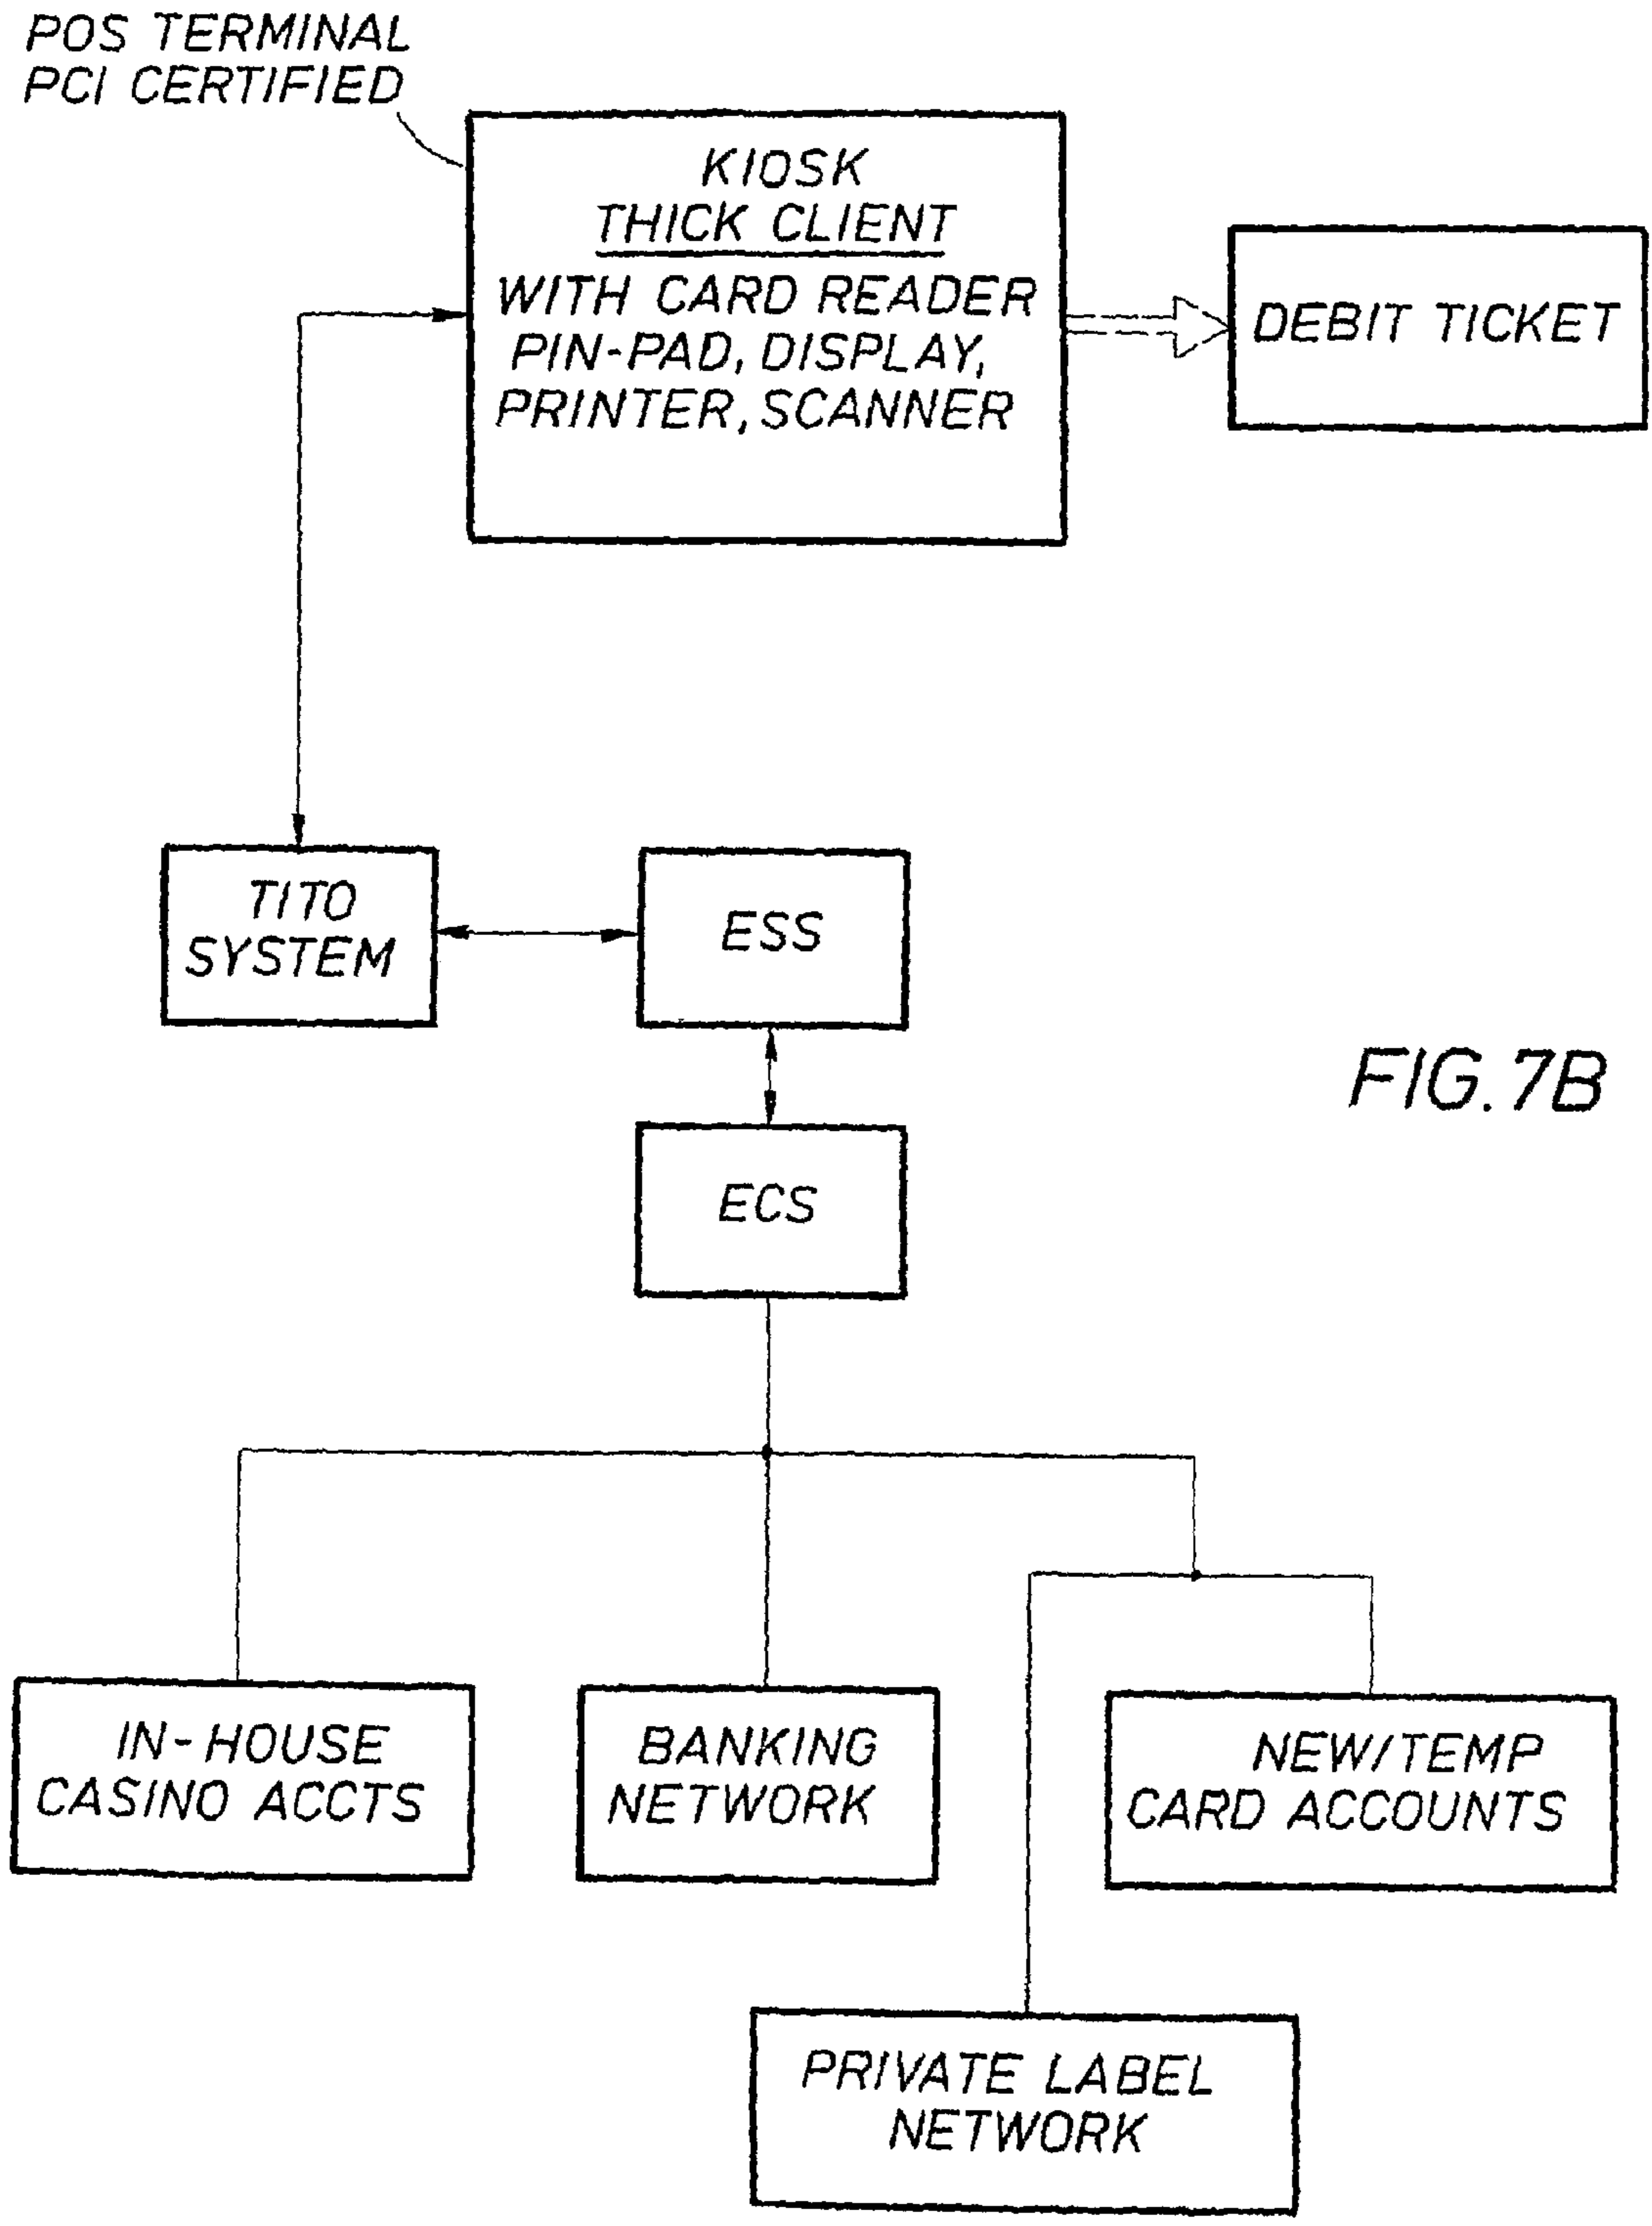 POS TERMINAL
PCI CERTIFIED
KIOSK
THICK CLIENT
WITH CARD READER
PIN-PAD, DISPLAY,
PRINTER, SCANNER
DEBIT TICKET
TITO
SYSTEM
ESS
FIG. 7B
ECS
IN-HOUSE
CASINO ACCTS
BANKING
NETWORK
NEW/TEMP
CARD ACCOUNTS
PRIVATE LABEL
NETWORK